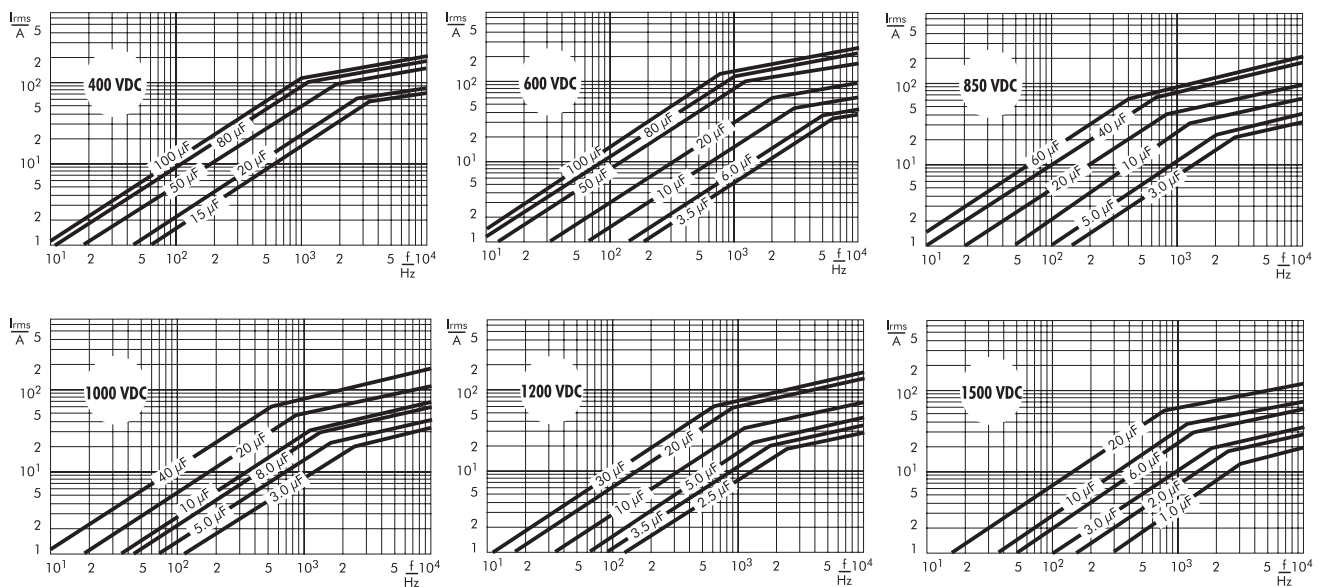 Irms
A
5
2
10²
5
2
10¹
5
2
1
400 VDC
100 µF
80 µF
50 µF
20 µF
15 µF
10¹ 2 5 10² 2 5 10³ 2 5 f/Hz 10⁴
Irms
A
5
2
10²
5
2
10¹
5
2
1
600 VDC
100 µF
80 µF
50 µF
20 µF
10 µF
6.0 µF
3.5 µF
10¹ 2 5 10² 2 5 10³ 2 5 f/Hz 10⁴
Irms
A
5
2
10²
5
2
10¹
5
2
1
850 VDC
60 µF
40 µF
20 µF
10 µF
5.0 µF
3.0 µF
10¹ 2 5 10² 2 5 10³ 2 5 f/Hz 10⁴
Irms
A
5
2
10²
5
2
10¹
5
2
1
1000 VDC
40 µF
20 µF
10 µF
8.0 µF
5.0 µF
3.0 µF
10¹ 2 5 10² 2 5 10³ 2 5 f/Hz 10⁴
Irms
A
5
2
10²
5
2
10¹
5
2
1
1200 VDC
30 µF
20 µF
10 µF
5.0 µF
3.5 µF
2.5 µF
10¹ 2 5 10² 2 5 10³ 2 5 f/Hz 10⁴
Irms
A
5
2
10²
5
2
10¹
5
2
1
1500 VDC
20 µF
10 µF
6.0 µF
3.0 µF
2.0 µF
1.0 µF
10¹ 2 5 10² 2 5 10³ 2 5 f/Hz 10⁴